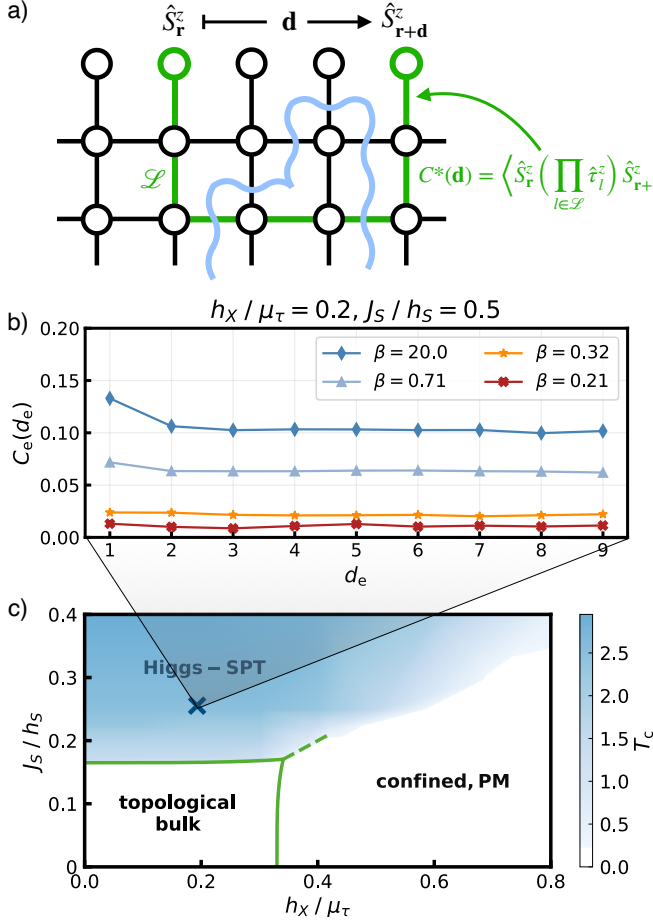 a)
Ŝᶻ_r
d
Ŝᶻ_{r+d}
ℒ
C*(d) = ⟨ Ŝᶻ_r ( ∏_{l∈ℒ} τ̂ᶻ_l ) Ŝᶻ_{r+
b)
h_X / μ_τ = 0.2, J_S / h_S = 0.5
β = 20.0
β = 0.32
β = 0.71
β = 0.21
C_e(d_e)
0.20
0.15
0.10
0.05
0.00
1 2 3 4 5 6 7 8 9
d_e
c)
Higgs − SPT
topological
bulk
confined, PM
J_S / h_S
0.4
0.3
0.2
0.1
0
0.0 0.2 0.4 0.6 0.8
h_X / μ_τ
2.5
2.0
1.5
1.0
0.5
0.0
T_c